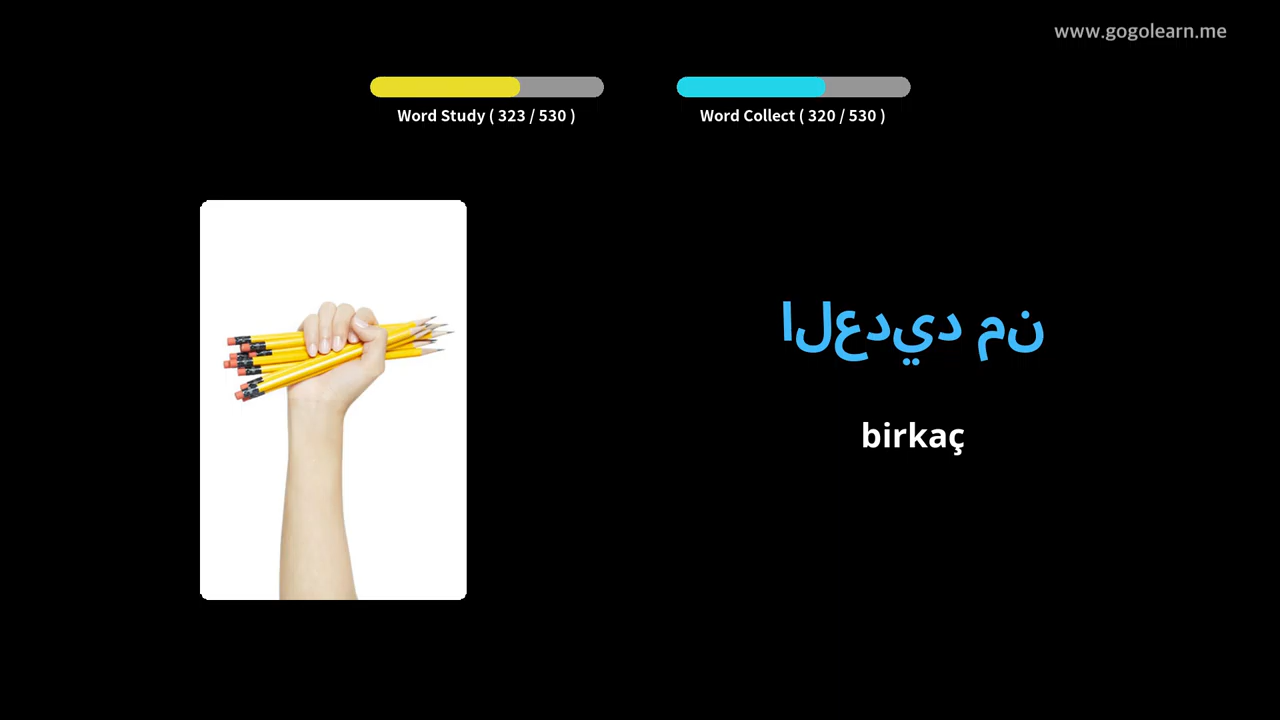 www.gogolearn.me
Word Study ( 323 / 530 )
Word Collect ( 320 / 530 )
العديد من
birkaç